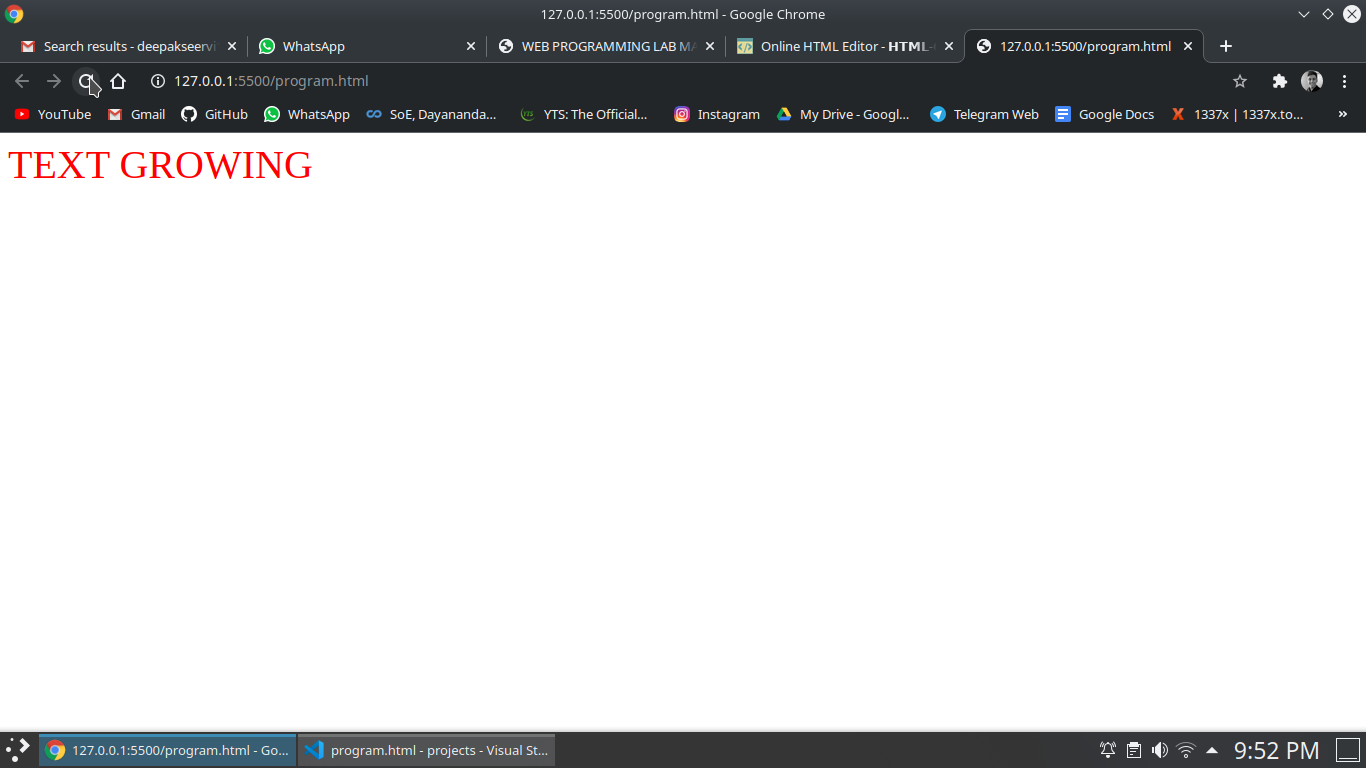 127.0.0.1:5500/program.html - Google Chrome
Search results - deepakseervi
WhatsApp
WEB PROGRAMMING LAB MA
Online HTML Editor - HTML-
127.0.0.1:5500/program.html
127.0.0.1:5500/program.html
YouTube
Gmail
GitHub
WhatsApp
SoE, Dayananda...
YTS: The Official...
Instagram
My Drive - Googl...
Telegram Web
Google Docs
1337x | 1337x.to...
»
TEXT GROWING
127.0.0.1:5500/program.html - Go...
program.html - projects - Visual St...
9:52 PM